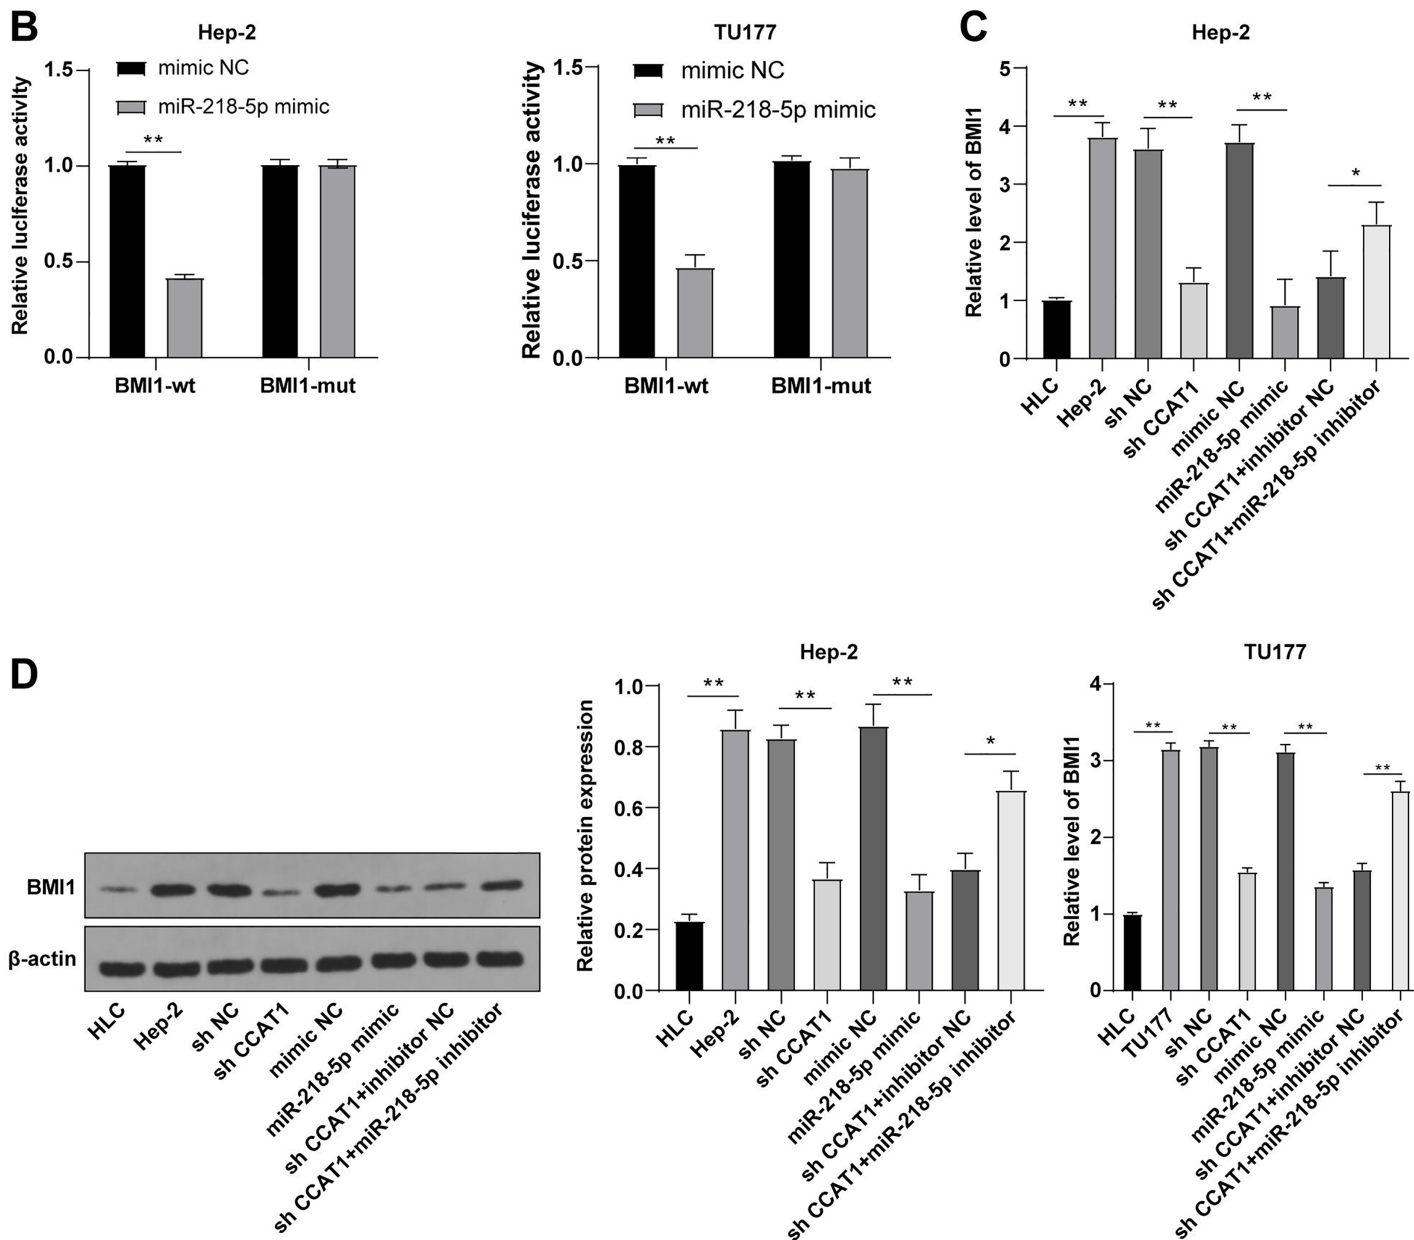 B
Hep-2
mimic NC
miR-218-5p mimic
Relative luciferase activity
1.5
1.0
0.5
0.0
**
BMI1-wt
BMI1-mut
TU177
mimic NC
miR-218-5p mimic
Relative luciferase activity
1.5
1.0
0.5
0.0
**
BMI1-wt
BMI1-mut
C
Hep-2
Relative level of BMI1
5
4
3
2
1
0
**
**
**
*
HLC
Hep-2
sh NC
sh CCAT1
mimic NC
miR-218-5p mimic
sh CCAT1+inhibitor NC
sh CCAT1+miR-218-5p inhibitor
D
BMI1
β-actin
HLC
Hep-2
sh NC
sh CCAT1
mimic NC
miR-218-5p mimic
sh CCAT1+inhibitor NC
sh CCAT1+miR-218-5p inhibitor
Hep-2
Relative protein expression
1.0
0.8
0.6
0.4
0.2
0.0
**
**
**
*
HLC
Hep-2
sh NC
sh CCAT1
mimic NC
miR-218-5p mimic
sh CCAT1+inhibitor NC
sh CCAT1+miR-218-5p inhibitor
TU177
Relative level of BMI1
4
3
2
1
0
**
**
**
**
HLC
TU177
sh NC
sh CCAT1
mimic NC
miR-218-5p mimic
sh CCAT1+inhibitor NC
sh CCAT1+miR-218-5p inhibitor